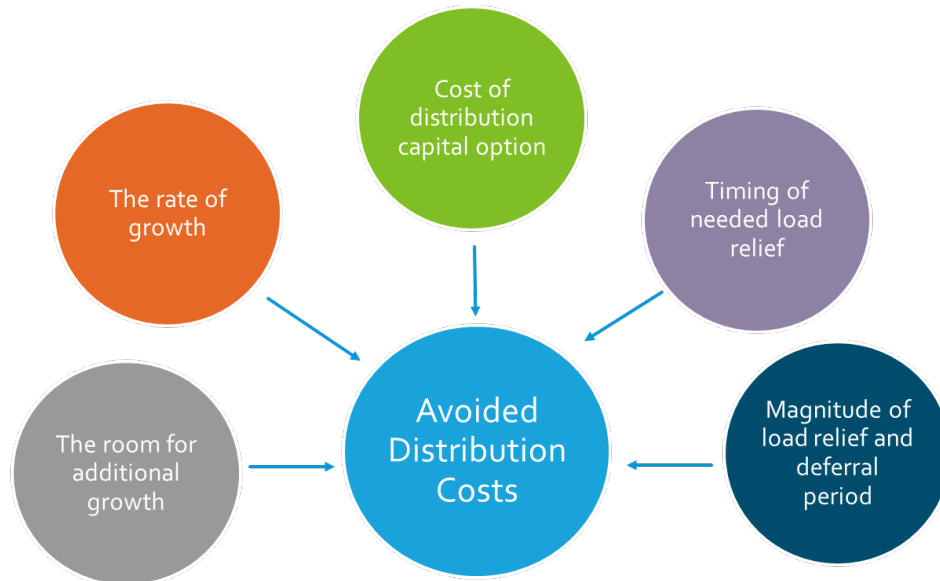 Cost of
distribution
capital option
The rate of
growth
Timing of
needed load
relief
The room for
additional
growth
Avoided
Distribution
Costs
Magnitude of
load relief and
deferral
period